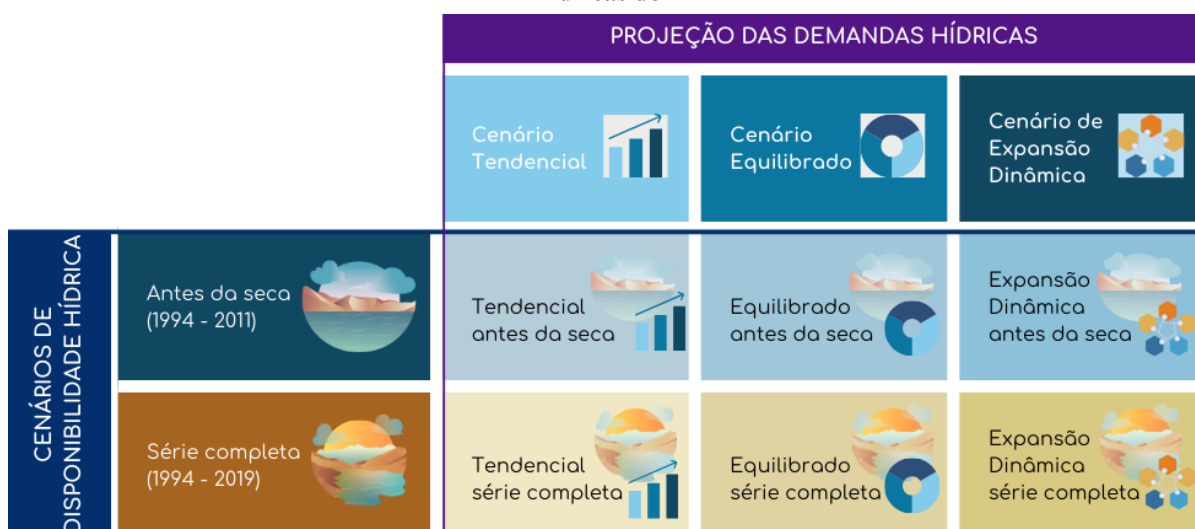 PROJEÇÃO DAS DEMANDAS HÍDRICAS
Cenário
Tendencial
Cenário
Equilibrado
Cenário de
Expansão
Dinâmica
CENÁRIOS DE
DISPONIBILIDADE HÍDRICA
Antes da seca
(1994 - 2011)
Tendencial
antes da seca
Equilibrado
antes da seca
Expansão
Dinâmica
antes da seca
Série completa
(1994 - 2019)
Tendencial
série completa
Equilibrado
série completa
Expansão
Dinâmica
série completa